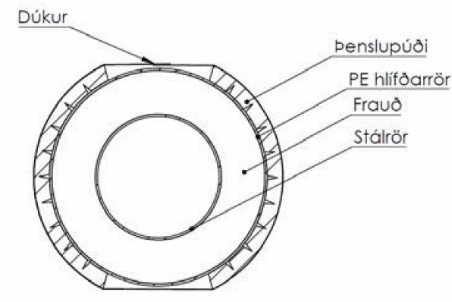 Dúkur
Þenslupúði
PE hlífðarrör
Frauð
Stálrör